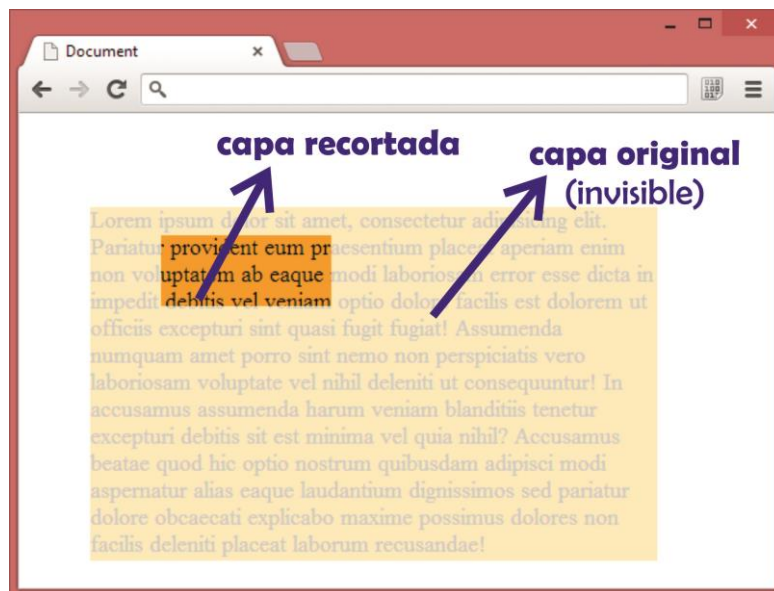 Document
capa recortada
capa original
(invisible)
Lorem ipsum dolor sit amet, consectetur adipisicing elit.
Pariatur provident eum praesentium placeat aperiam enim
non voluptatem ab eaque modi laboriosam error esse dicta in
impedit debitis vel veniam optio dolore facilis est dolorem ut
officiis excepturi sint quasi fugit fugiat! Assumenda
numquam amet porro sint nemo non perspiciatis vero
laboriosam voluptate vel nihil deleniti ut consequuntur! In
accusamus assumenda harum veniam blanditiis tenetur
excepturi debitis sit est minima vel quia nihil? Accusamus
beatae quod hic optio nostrum quibusdam adipisci modi
aspernatur alias eaque laudantium dignissimos sed pariatur
dolore obcaecati explicabo maxime possimus dolores non
facilis deleniti placeat laborum recusandae!